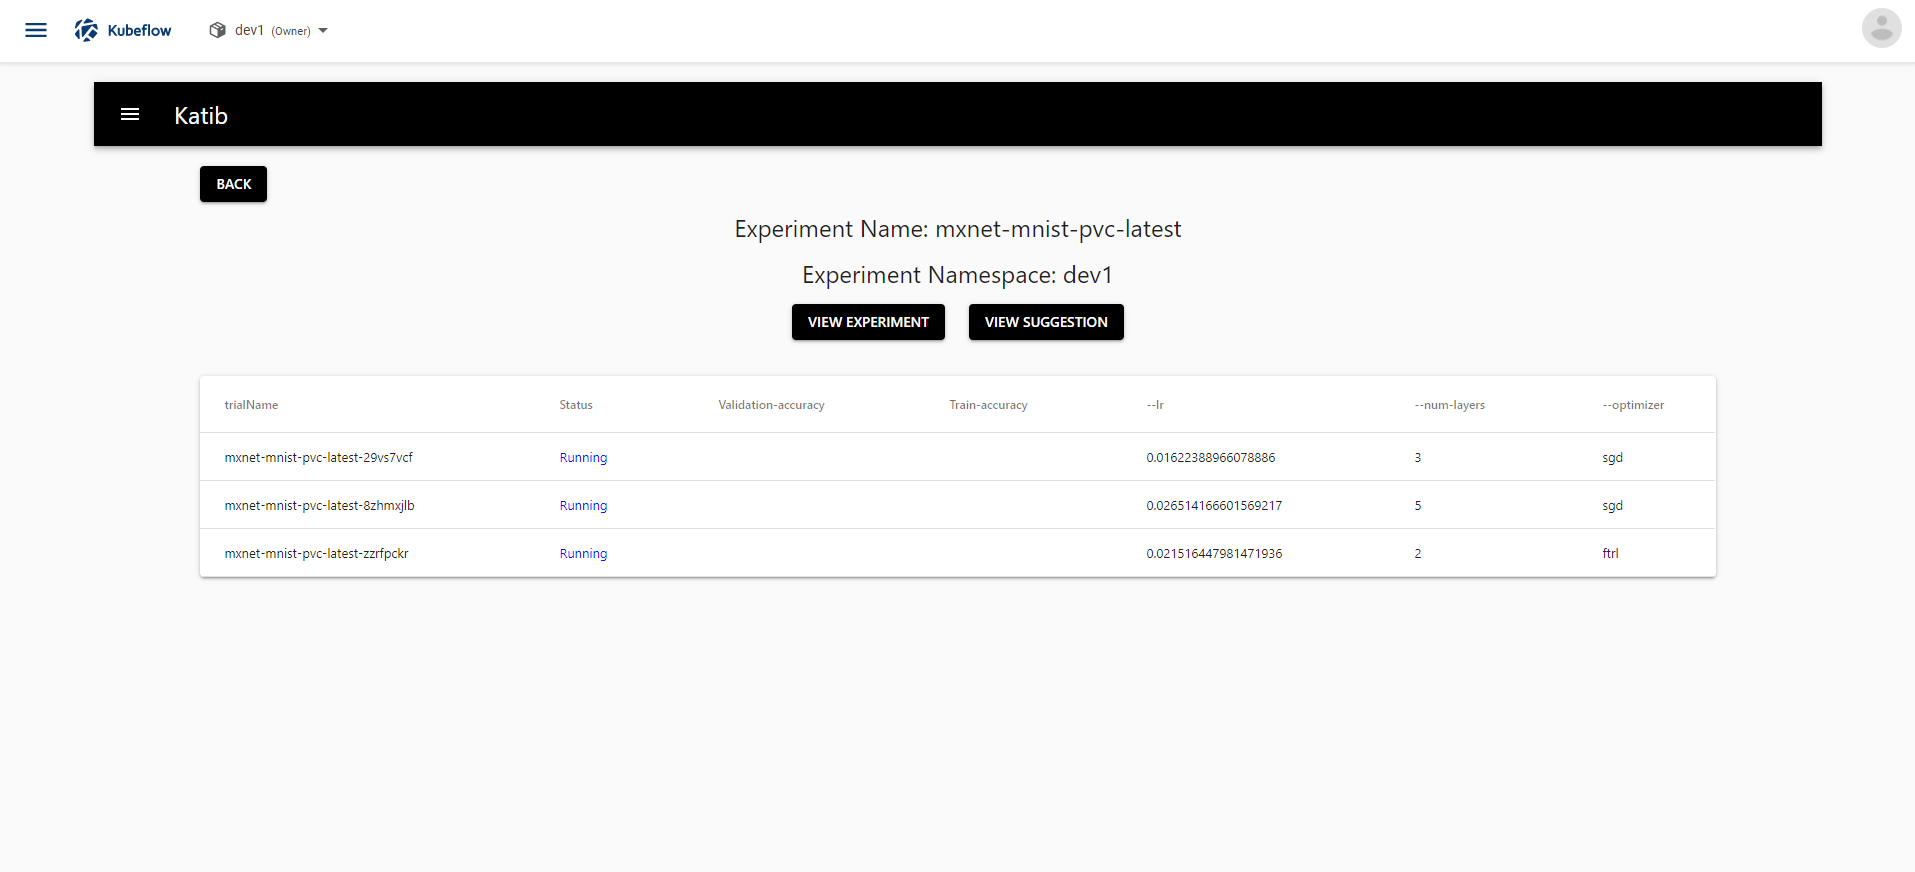 Kubeflow dev1 (Owner)
Katib
BACK
Experiment Name: mxnet-mnist-pvc-latest
Experiment Namespace: dev1
VIEW EXPERIMENT VIEW SUGGESTION
trialName Status Validation-accuracy Train-accuracy --lr --num-layers --optimizer
mxnet-mnist-pvc-latest-29vs7vcf Running 0.01622388966078886 3 sgd
mxnet-mnist-pvc-latest-8zhmxjlb Running 0.026514166601569217 5 sgd
mxnet-mnist-pvc-latest-zzrfpckr Running 0.021516447981471936 2 ftrl